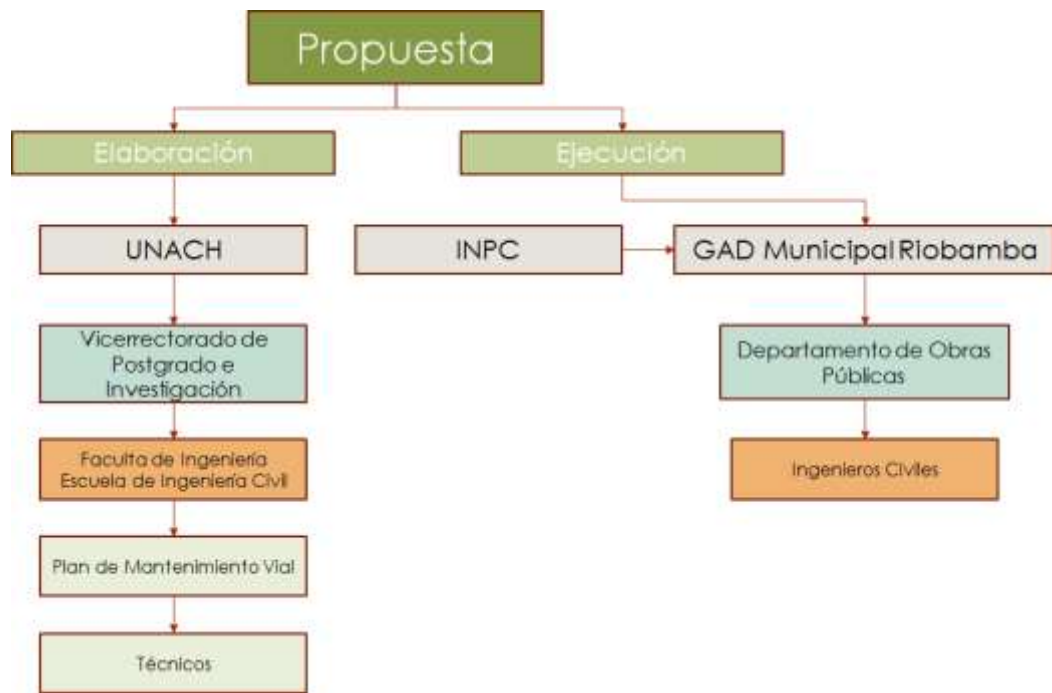 Propuesta
Elaboración
Ejecución
UNACH
INPC
GAD Municipal Riobamba
Vicerrectorado de
Postgrado e
Investigación
Departamento de Obras
Públicas
Faculta de Ingeniería
Escuela de Ingeniería Civil
Ingenieros Civiles
Plan de Mantenimiento Vial
Técnicos